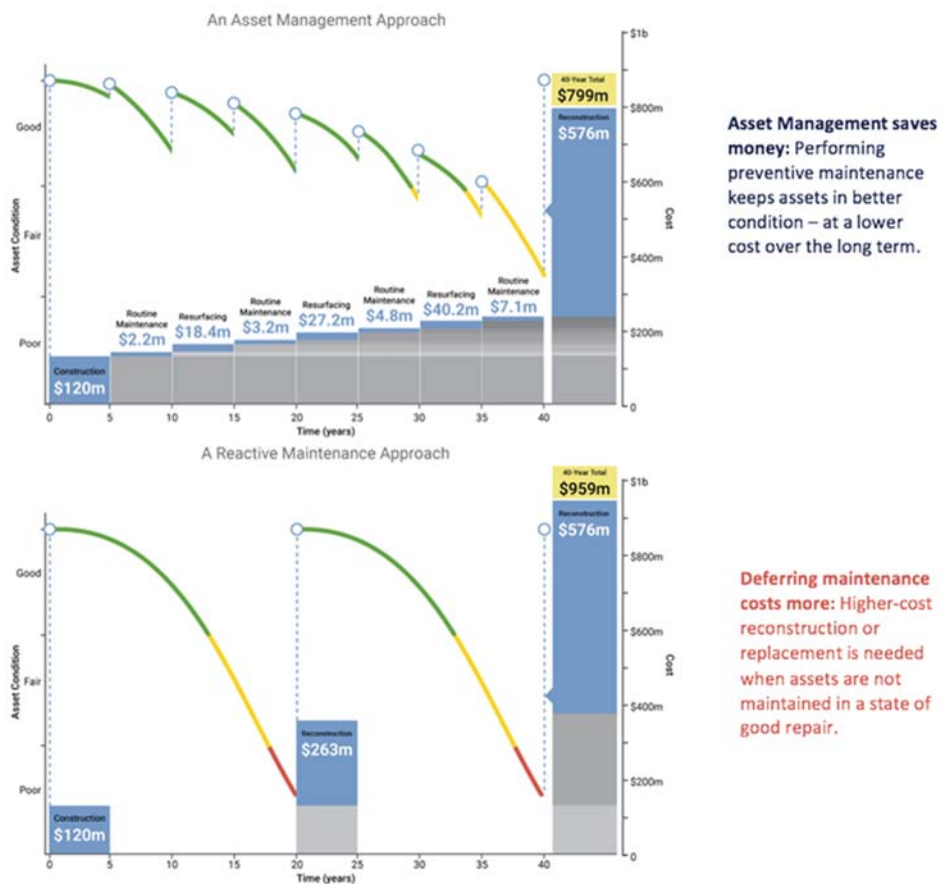 An Asset Management Approach
$1b
40-Year Total
$799m
Reconstruction
$576m
$800m
$600m
$400m
$200m
0
Cost
Good
Fair
Poor
Asset Condition
Construction
$120m
Routine
Maintenance
$2.2m
Resurfacing
$18.4m
Routine
Maintenance
$3.2m
Resurfacing
$27.2m
Routine
Maintenance
$4.8m
Resurfacing
$40.2m
Routine
Maintenance
$7.1m
0 5 10 15 20 25 30 35 40
Time (years)
Asset Management saves
money: Performing
preventive maintenance
keeps assets in better
condition – at a lower
cost over the long term.
A Reactive Maintenance Approach
40-Year Total
$959m
Reconstruction
$576m
$1b
$800m
$600m
$400m
$200m
0
Cost
Good
Fair
Poor
Asset Condition
Construction
$120m
Reconstruction
$263m
0 5 10 15 20 25 30 35 40
Time (years)
Deferring maintenance
costs more: Higher-cost
reconstruction or
replacement is needed
when assets are not
maintained in a state of
good repair.